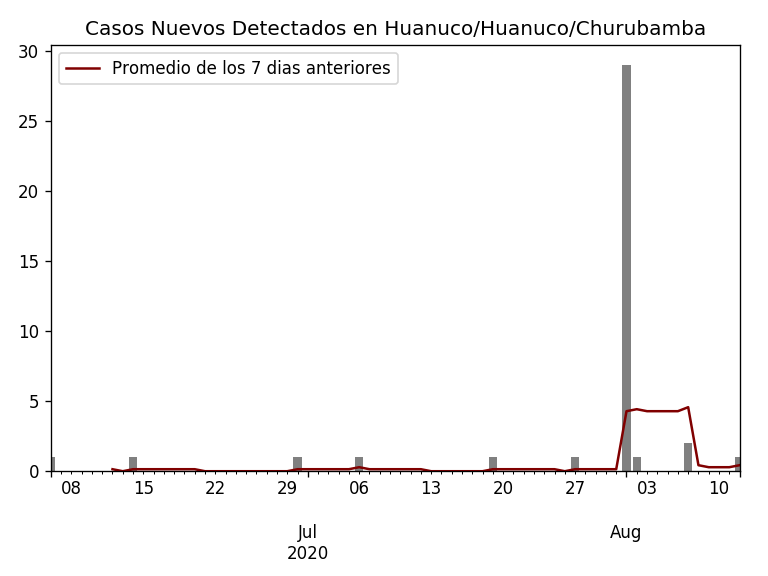 Casos Nuevos Detectados en Huanuco/Huanuco/Churubamba
Promedio de los 7 dias anteriores
30
25
20
15
10
5
0
08 15 22 29 06 13 20 27 03 10
Jul Aug
2020